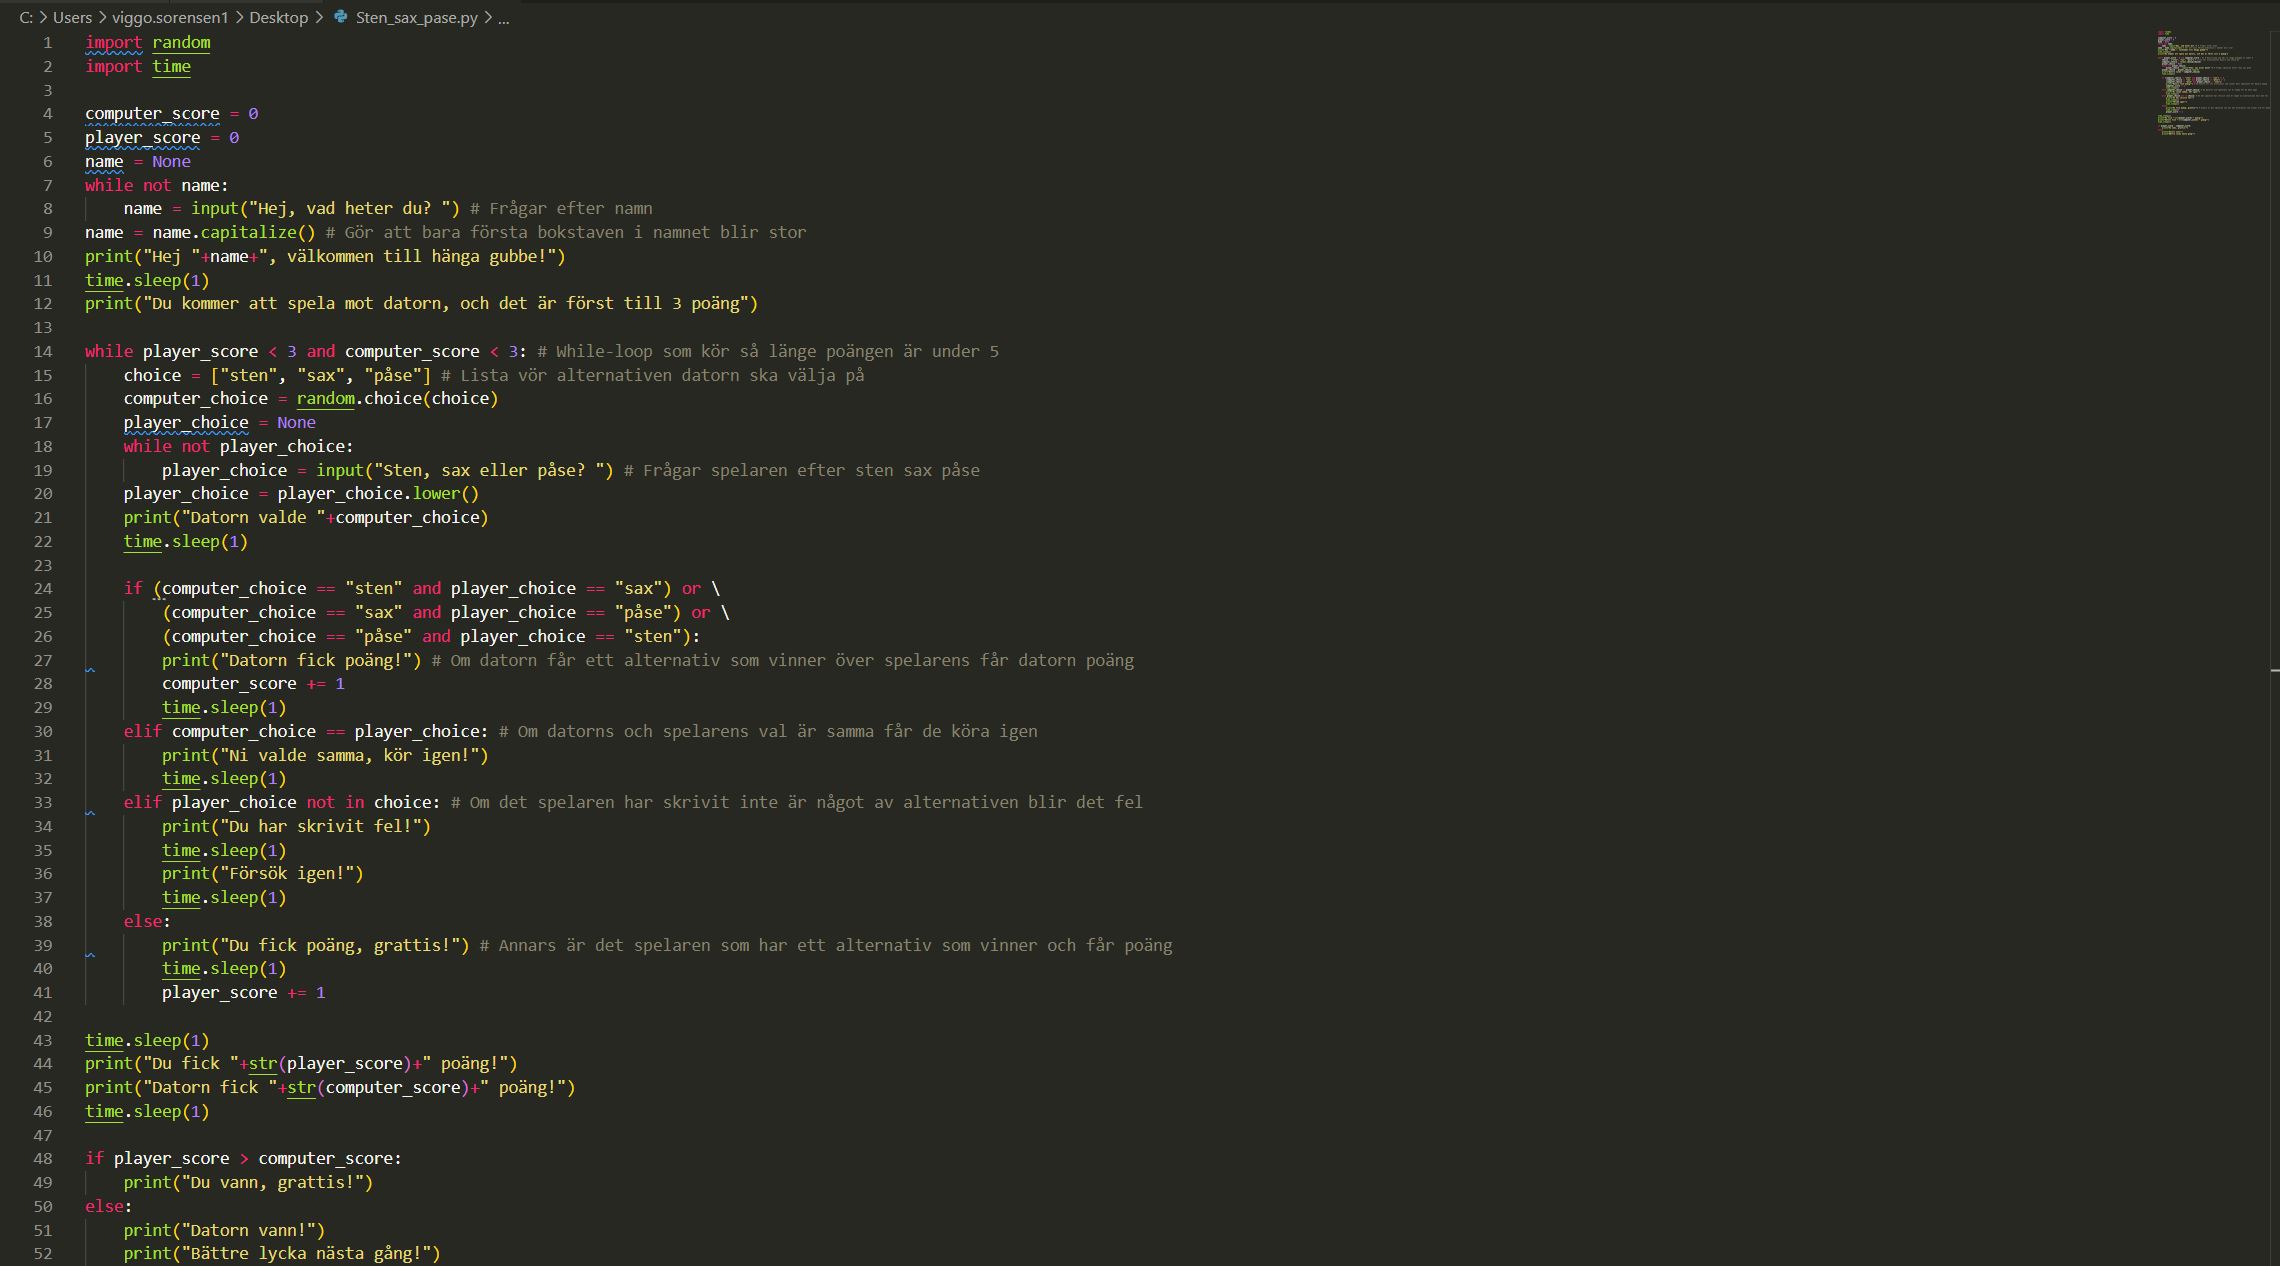 C: > Users > viggo.sorensen1 > Desktop > Sten_sax_pase.py > ...
1 import random
2 import time
3
4 computer_score = 0
5 player_score = 0
6 name = None
7 while not name:
8     name = input("Hej, vad heter du? ") # Frågar efter namn
9 name = name.capitalize() # Gör att bara första bokstaven i namnet blir stor
10 print("Hej "+name+", välkommen till hänga gubbe!")
11 time.sleep(1)
12 print("Du kommer att spela mot datorn, och det är först till 3 poäng")
13
14 while player_score < 3 and computer_score < 3: # While-loop som kör så länge poängen är under 5
15     choice = ["sten", "sax", "påse"] # Lista vör alternativen datorn ska välja på
16     computer_choice = random.choice(choice)
17     player_choice = None
18     while not player_choice:
19         player_choice = input("Sten, sax eller påse? ") # Frågar spelaren efter sten sax påse
20     player_choice = player_choice.lower()
21     print("Datorn valde "+computer_choice)
22     time.sleep(1)
23
24     if (computer_choice == "sten" and player_choice == "sax") or \
25         (computer_choice == "sax" and player_choice == "påse") or \
26         (computer_choice == "påse" and player_choice == "sten"):
27         print("Datorn fick poäng!") # Om datorn får ett alternativ som vinner över spelarens får datorn poäng
28         computer_score += 1
29         time.sleep(1)
30     elif computer_choice == player_choice: # Om datorns och spelarens val är samma får de köra igen
31         print("Ni valde samma, kör igen!")
32         time.sleep(1)
33     elif player_choice not in choice: # Om det spelaren har skrivit inte är något av alternativen blir det fel
34         print("Du har skrivit fel!")
35         time.sleep(1)
36         print("Försök igen!")
37         time.sleep(1)
38     else:
39         print("Du fick poäng, grattis!") # Annars är det spelaren som har ett alternativ som vinner och får poäng
40         time.sleep(1)
41         player_score += 1
42
43 time.sleep(1)
44 print("Du fick "+str(player_score)+" poäng!")
45 print("Datorn fick "+str(computer_score)+" poäng!")
46 time.sleep(1)
47
48 if player_score > computer_score:
49     print("Du vann, grattis!")
50 else:
51     print("Datorn vann!")
52     print("Bättre lycka nästa gång!")